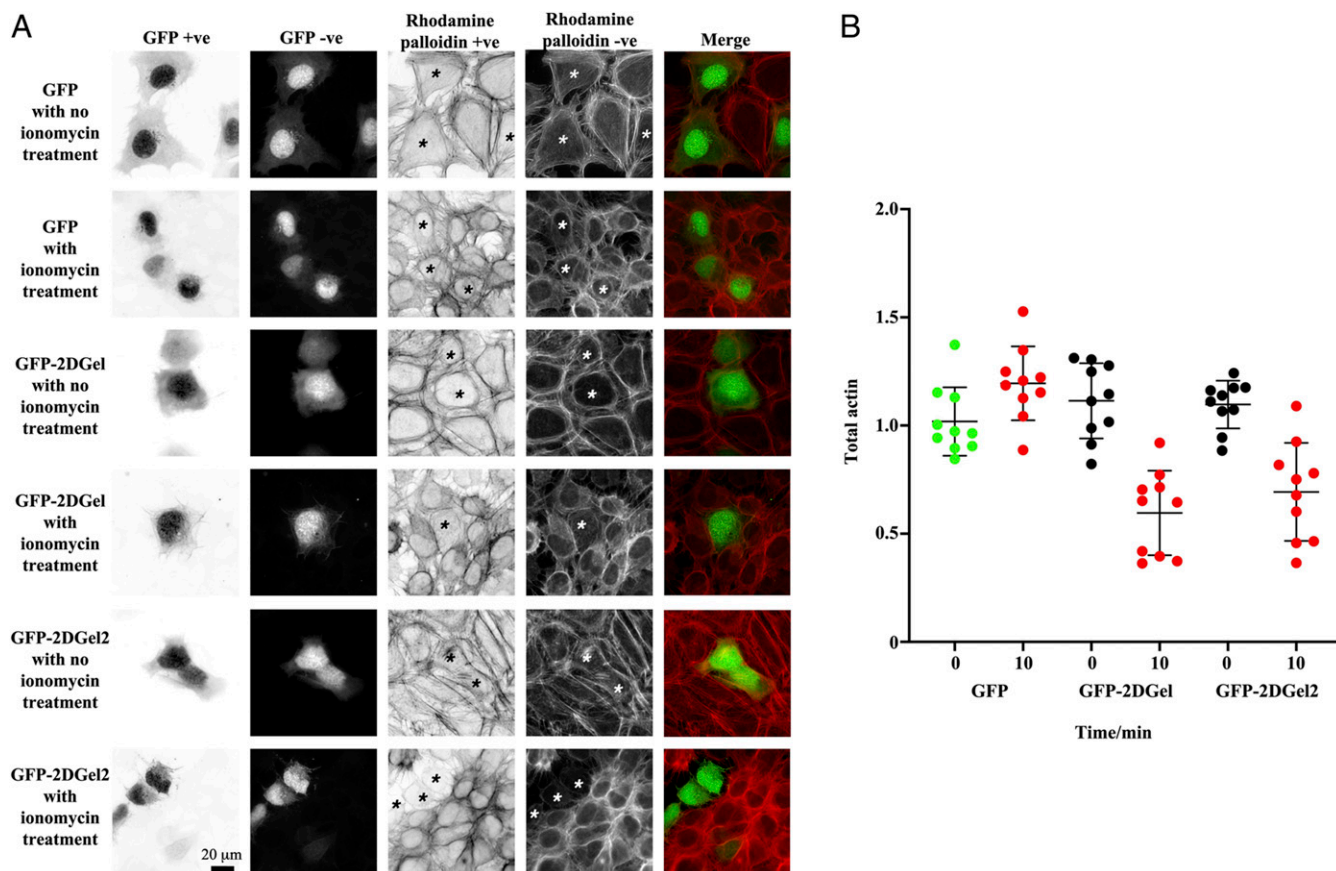 A
GFP +ve
GFP -ve
Rhodamine
palloidin +ve
Rhodamine
palloidin -ve
Merge
GFP
with no
ionomycin
treatment
GFP
with
ionomycin
treatment
GFP-2DGel
with no
ionomycin
treatment
GFP-2DGel
with
ionomycin
treatment
GFP-2DGel2
with no
ionomycin
treatment
GFP-2DGel2
with
ionomycin
treatment
20 μm
B
Total actin
2.0
1.5
1.0
0.5
0
0 10 0 10 0 10
GFP GFP-2DGel GFP-2DGel2
Time/min